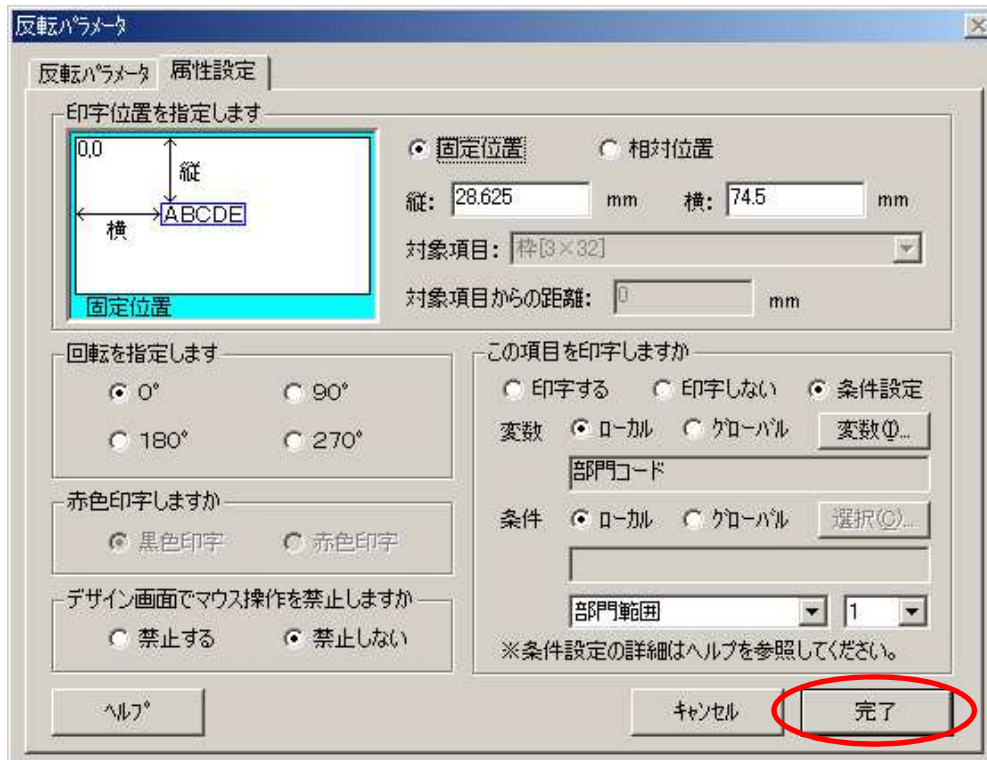 反転パラメータ
反転パラメータ 属性設定
印字位置を指定します
0,0
縦
ABCDE
横
固定位置
固定位置 相対位置
縦: 28.625 mm 横: 74.5 mm
対象項目: 枠[3×32]
対象項目からの距離: 0 mm
回転を指定します
0° 90°
180° 270°
赤色印字しますか
黒色印字 赤色印字
デザイン画面でマウス操作を禁止しますか
禁止する 禁止しない
この項目を印字しますか
印字する 印字しない 条件設定
変数 ローカル グローバル 変数(I)...
部門コード
条件 ローカル グローバル 選択(C)...
部門範囲 1
※条件設定の詳細はヘルプを参照してください。
ヘルプ キャンセル 完了